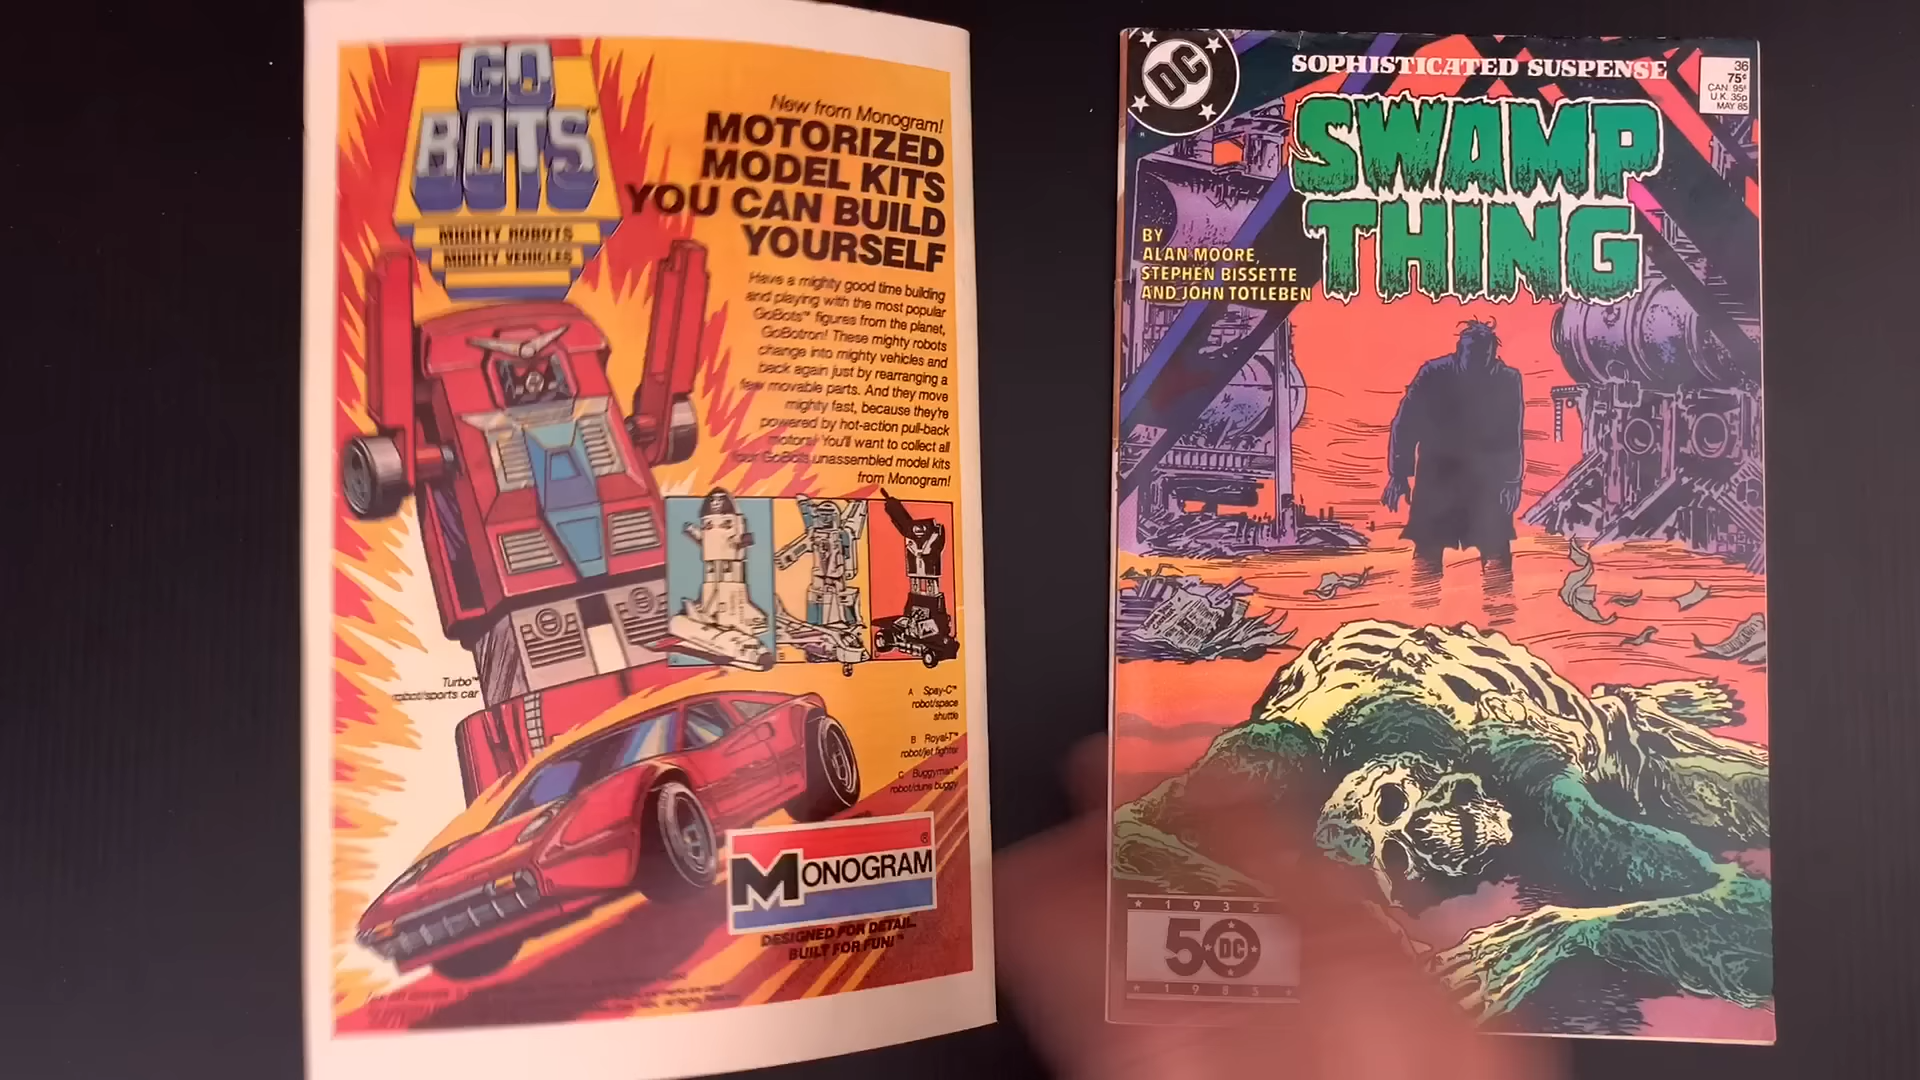 GO
BOTS™
MIGHTY ROBOTS
MIGHTY VEHICLES
New from Monogram!
MOTORIZED
MODEL KITS
YOU CAN BUILD
YOURSELF
Have a mighty good time building
and playing with the most popular
GoBots™ figures from the planet,
GoBotron! These mighty robots
change into mighty vehicles and
back again just by rearranging a
few movable parts. And they move
mighty fast, because they're
powered by hot-action pull-back
motors! You'll want to collect all
four GoBots unassembled model kits
from Monogram!
Turbo™
robot/sports car
A Spay-C™
robot/space
shuttle
B Royal-T™
robot/jet fighter
C Buggyman™
robot/dune buggy
MONOGRAM®
DESIGNED FOR DETAIL.
BUILT FOR FUN!™
DC
SOPHISTICATED SUSPENSE
36
75¢
CAN. 95¢
U.K. 35p
MAY 85
SWAMP
THING
BY
ALAN MOORE,
STEPHEN BISSETTE
AND JOHN TOTLEBEN
1935
50 DC
1985